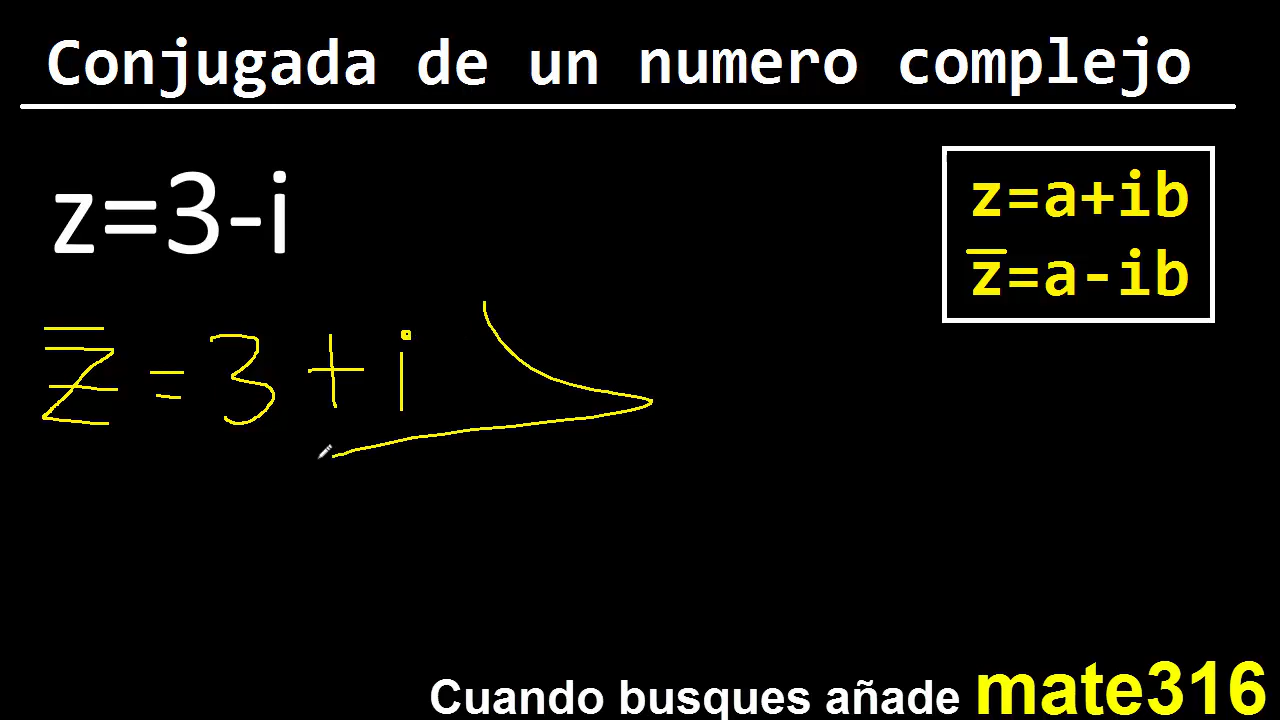 Conjugada de un numero complejo
z=3-i
z=a+ib
z̅=a-ib
z̅=3+i
Cuando busques añade mate316